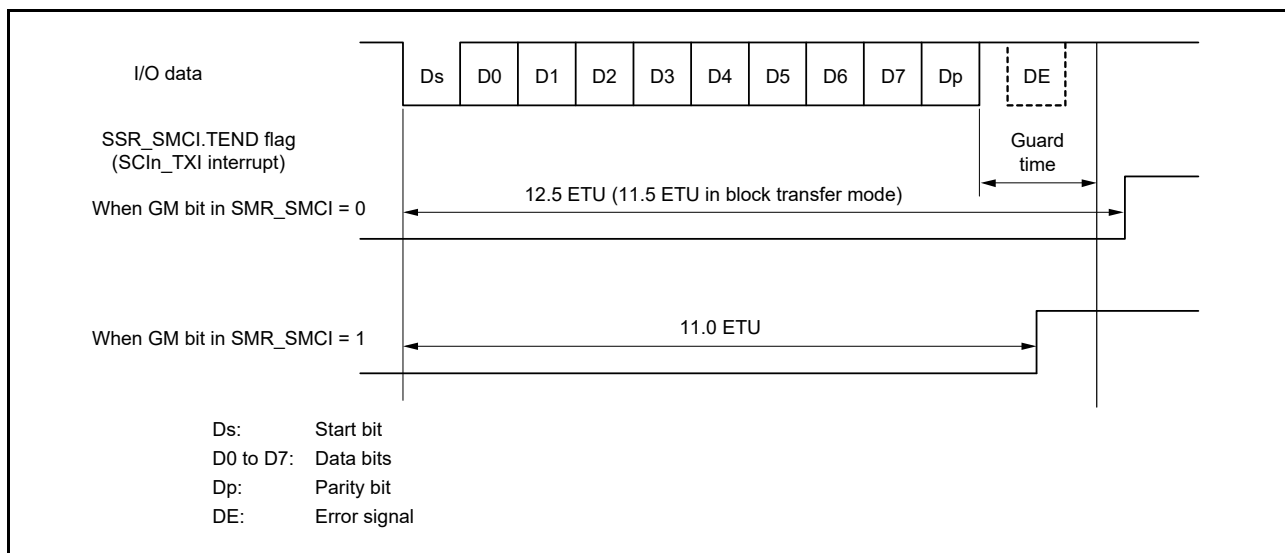 I/O data
Ds D0 D1 D2 D3 D4 D5 D6 D7 Dp DE
SSR_SMCI.TEND flag
(SCIn_TXI interrupt)
Guard
time
When GM bit in SMR_SMCI = 0
12.5 ETU (11.5 ETU in block transfer mode)
When GM bit in SMR_SMCI = 1
11.0 ETU
Ds: Start bit
D0 to D7: Data bits
Dp: Parity bit
DE: Error signal